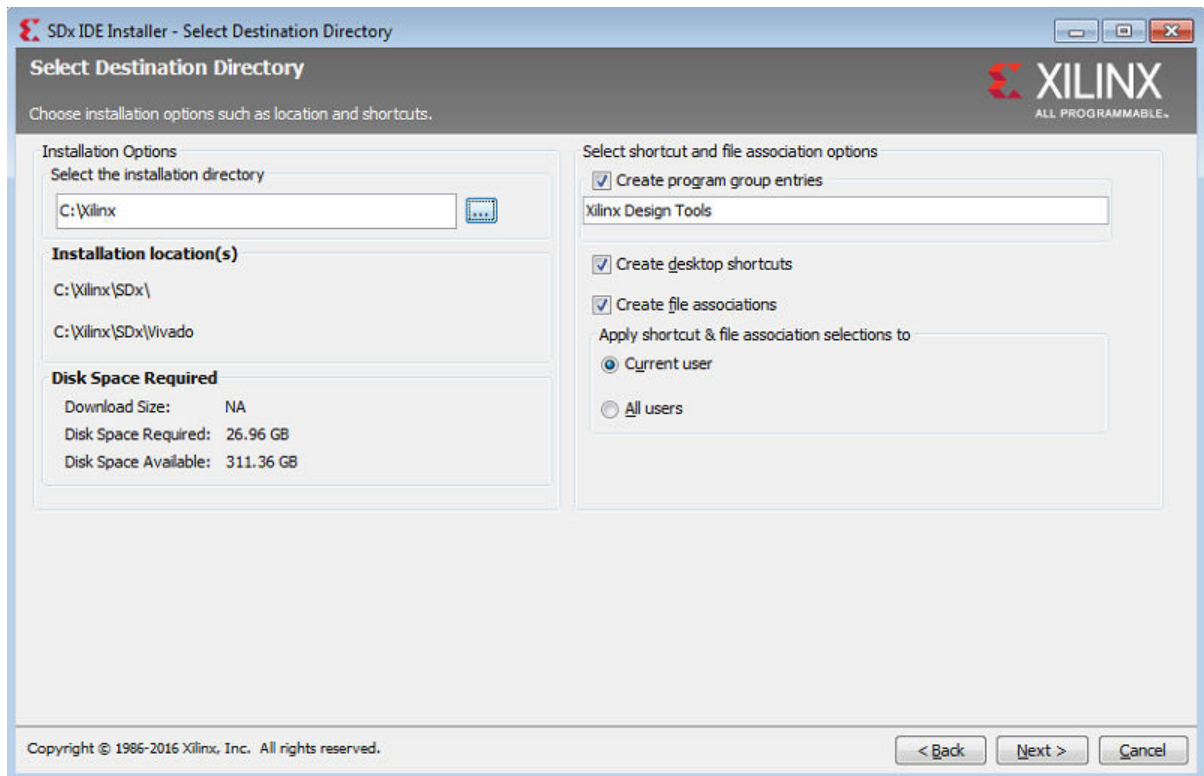 SDx IDE Installer - Select Destination Directory
Select Destination Directory
Choose installation options such as location and shortcuts.
XILINX
ALL PROGRAMMABLE™
Installation Options
Select the installation directory
C:\Xilinx
...
Installation location(s)
C:\Xilinx\SDx\
C:\Xilinx\SDx\Vivado
Disk Space Required
Download Size: NA
Disk Space Required: 26.96 GB
Disk Space Available: 311.36 GB
Select shortcut and file association options
Create program group entries
Xilinx Design Tools
Create desktop shortcuts
Create file associations
Apply shortcut & file association selections to
Current user
All users
Copyright © 1986-2016 Xilinx, Inc. All rights reserved.
< Back
Next >
Cancel